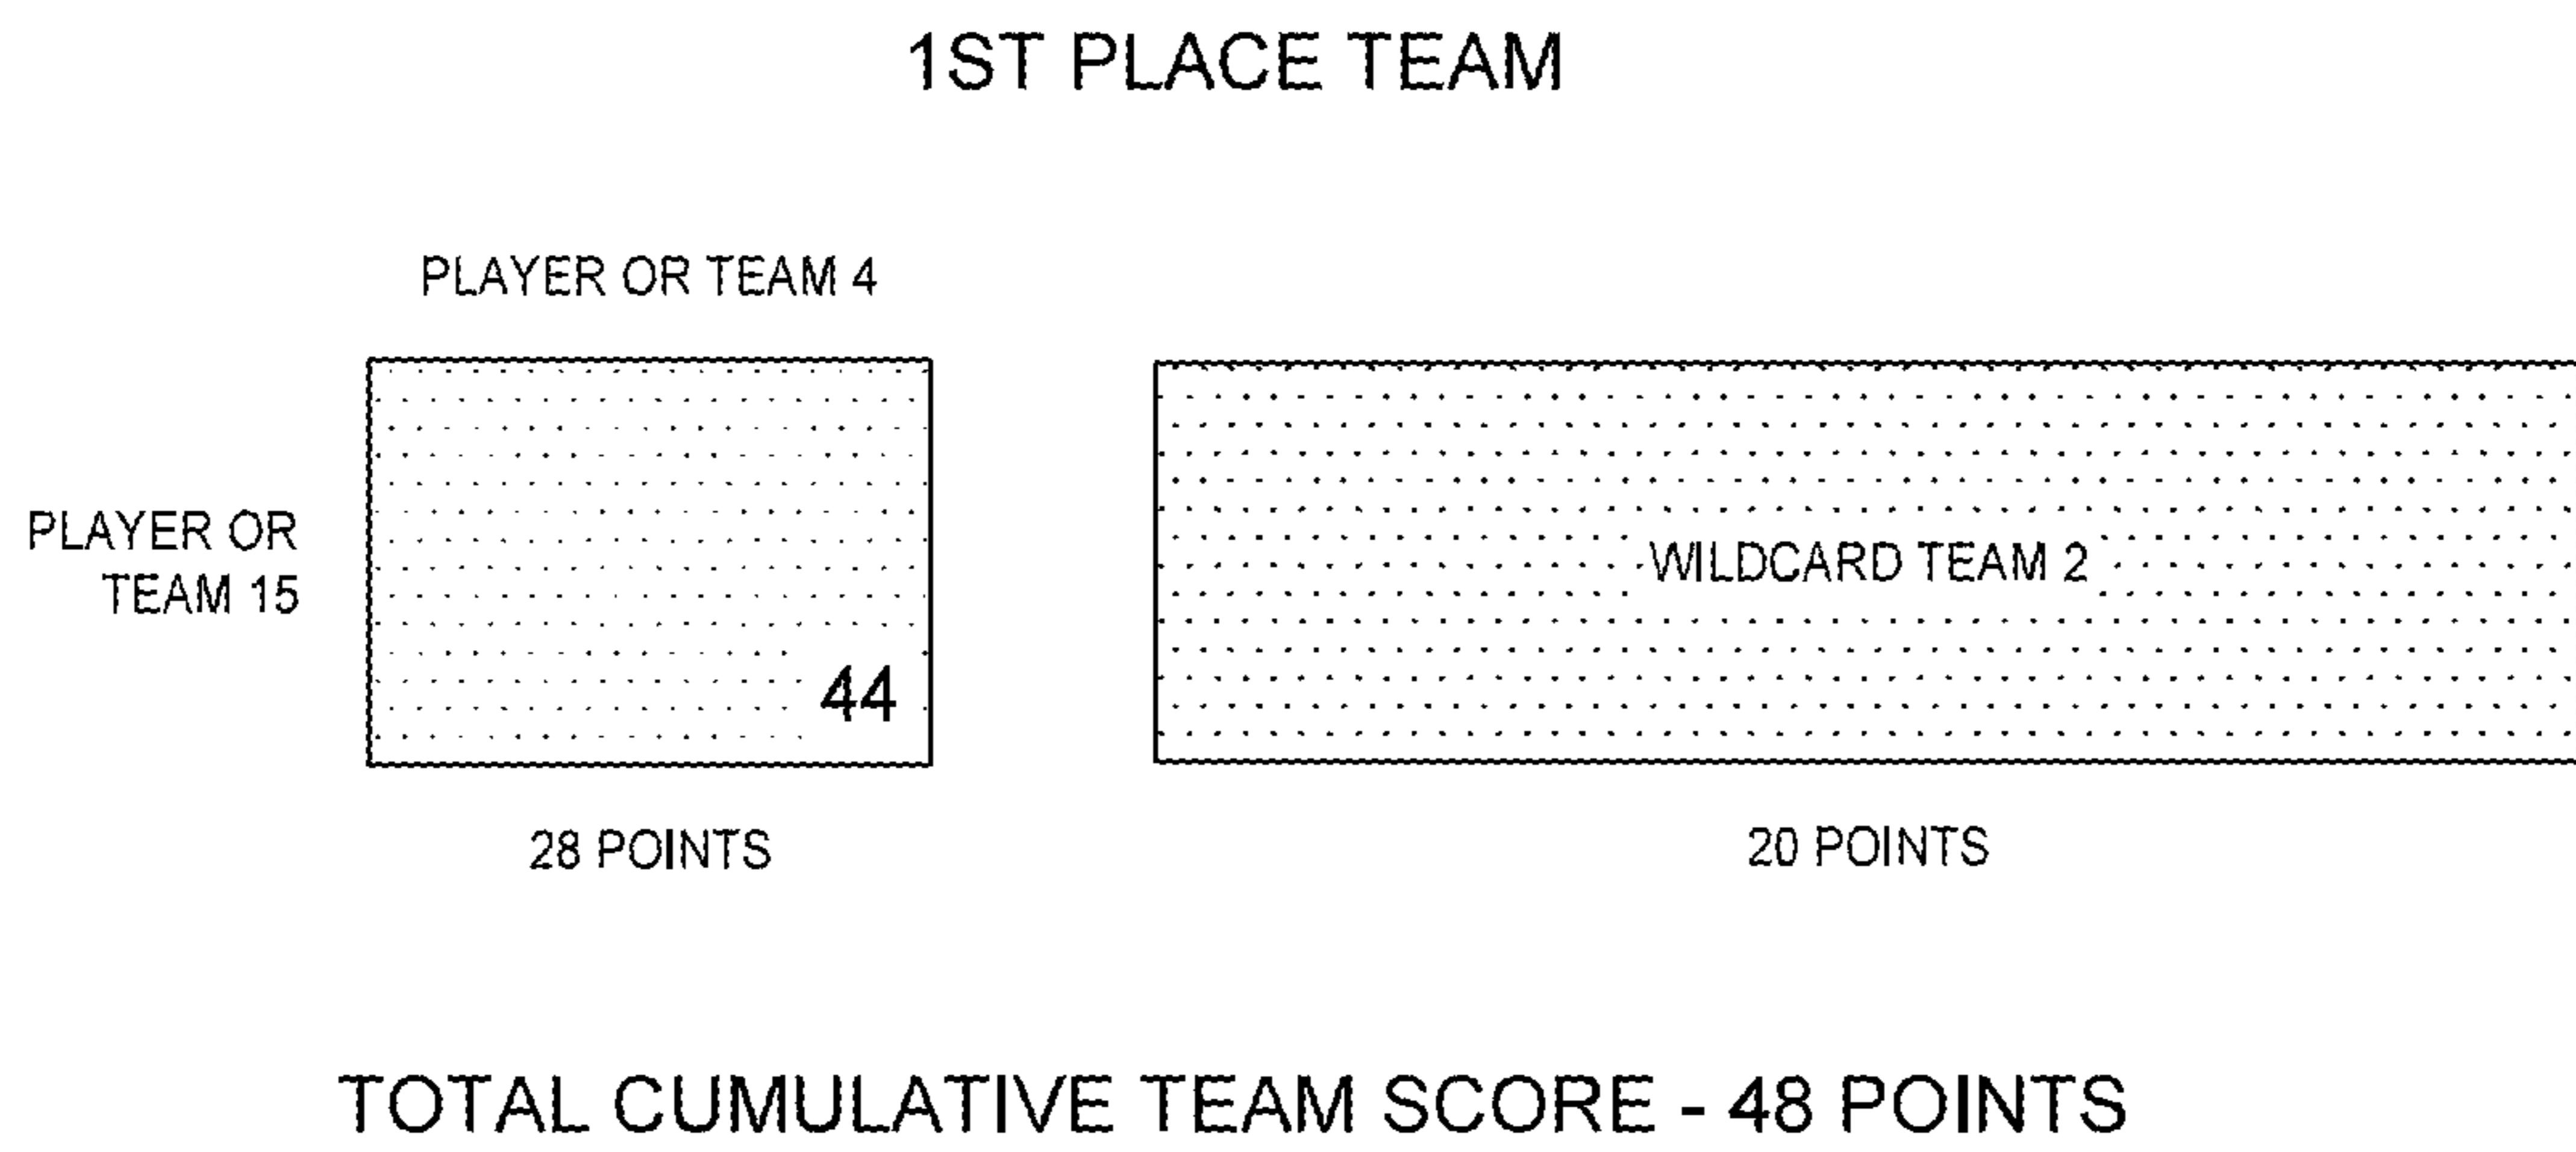 1ST PLACE TEAM
PLAYER OR TEAM 4
PLAYER OR
TEAM 15
WILDCARD TEAM 2
44
28 POINTS
20 POINTS
TOTAL CUMULATIVE TEAM SCORE - 48 POINTS